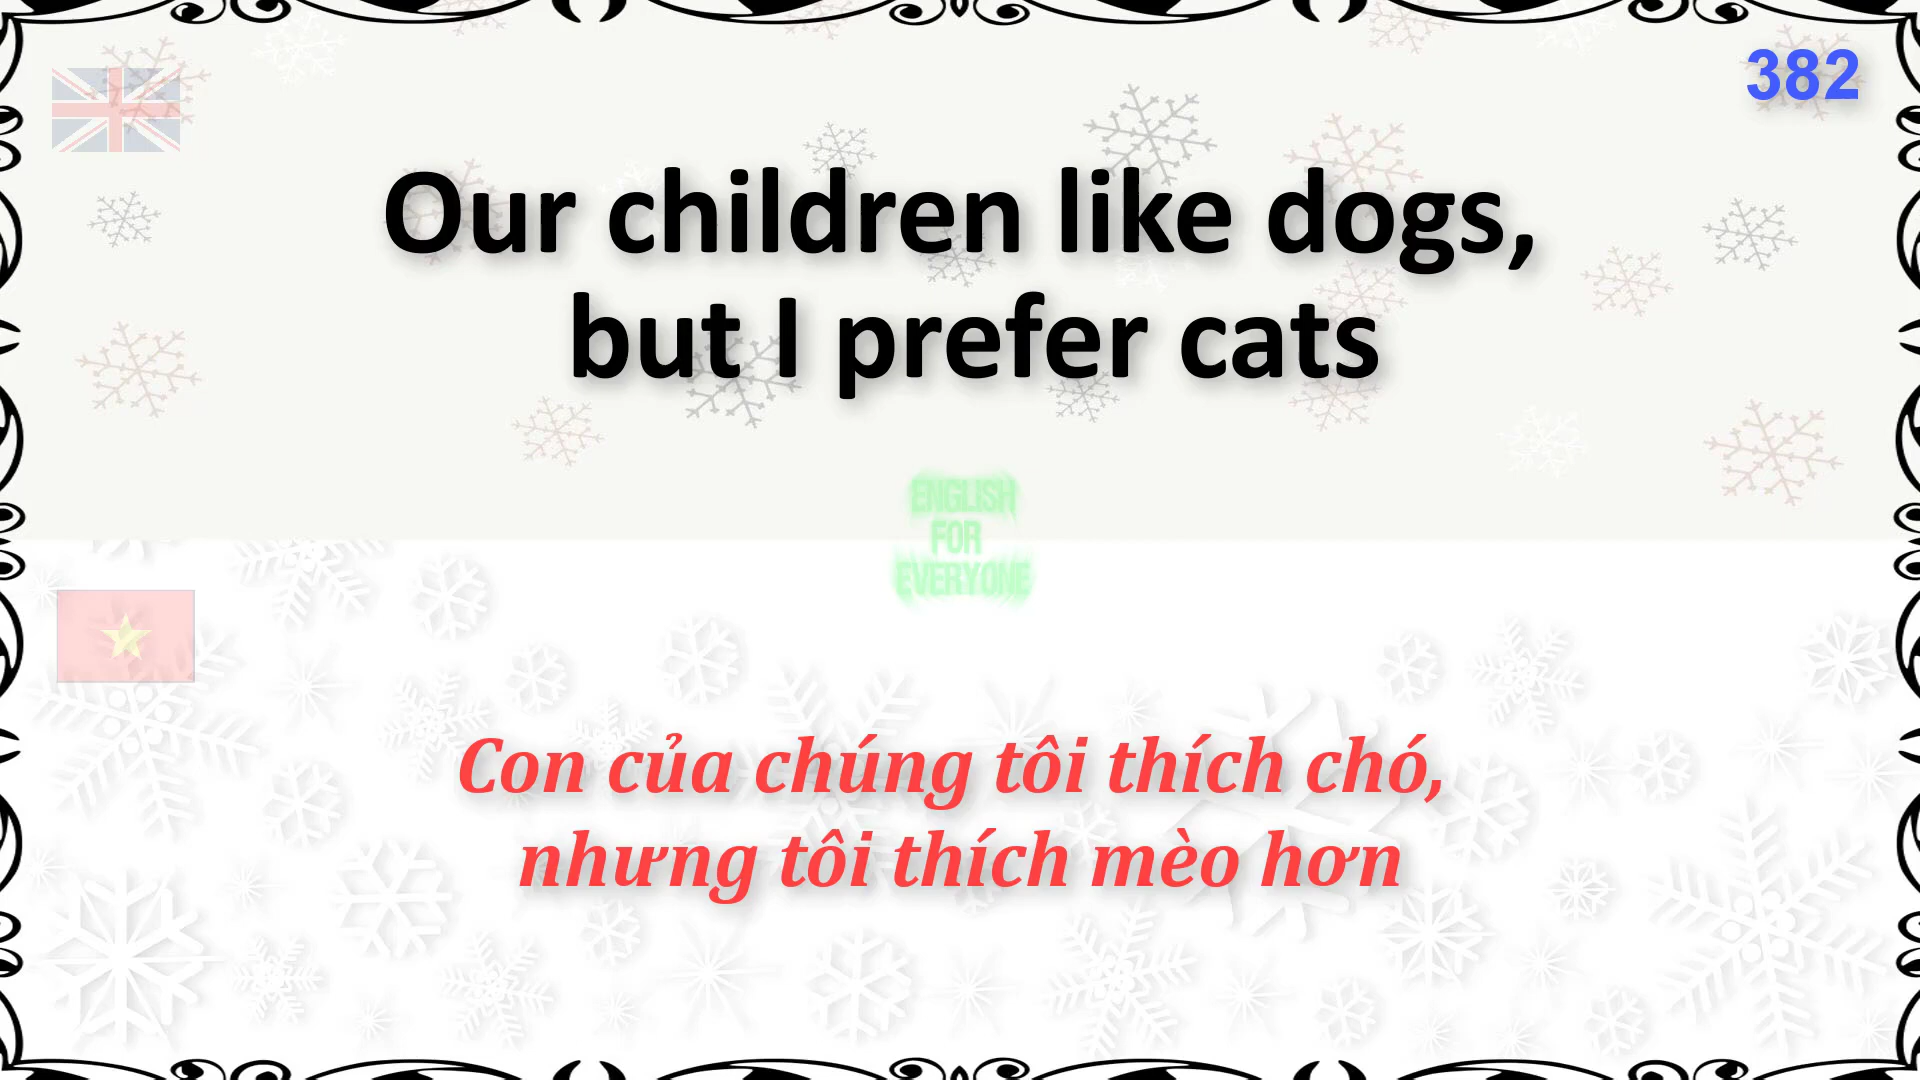 382
Our children like dogs,
but I prefer cats
ENGLISH
FOR
EVERYONE
Con của chúng tôi thích chó,
nhưng tôi thích mèo hơn